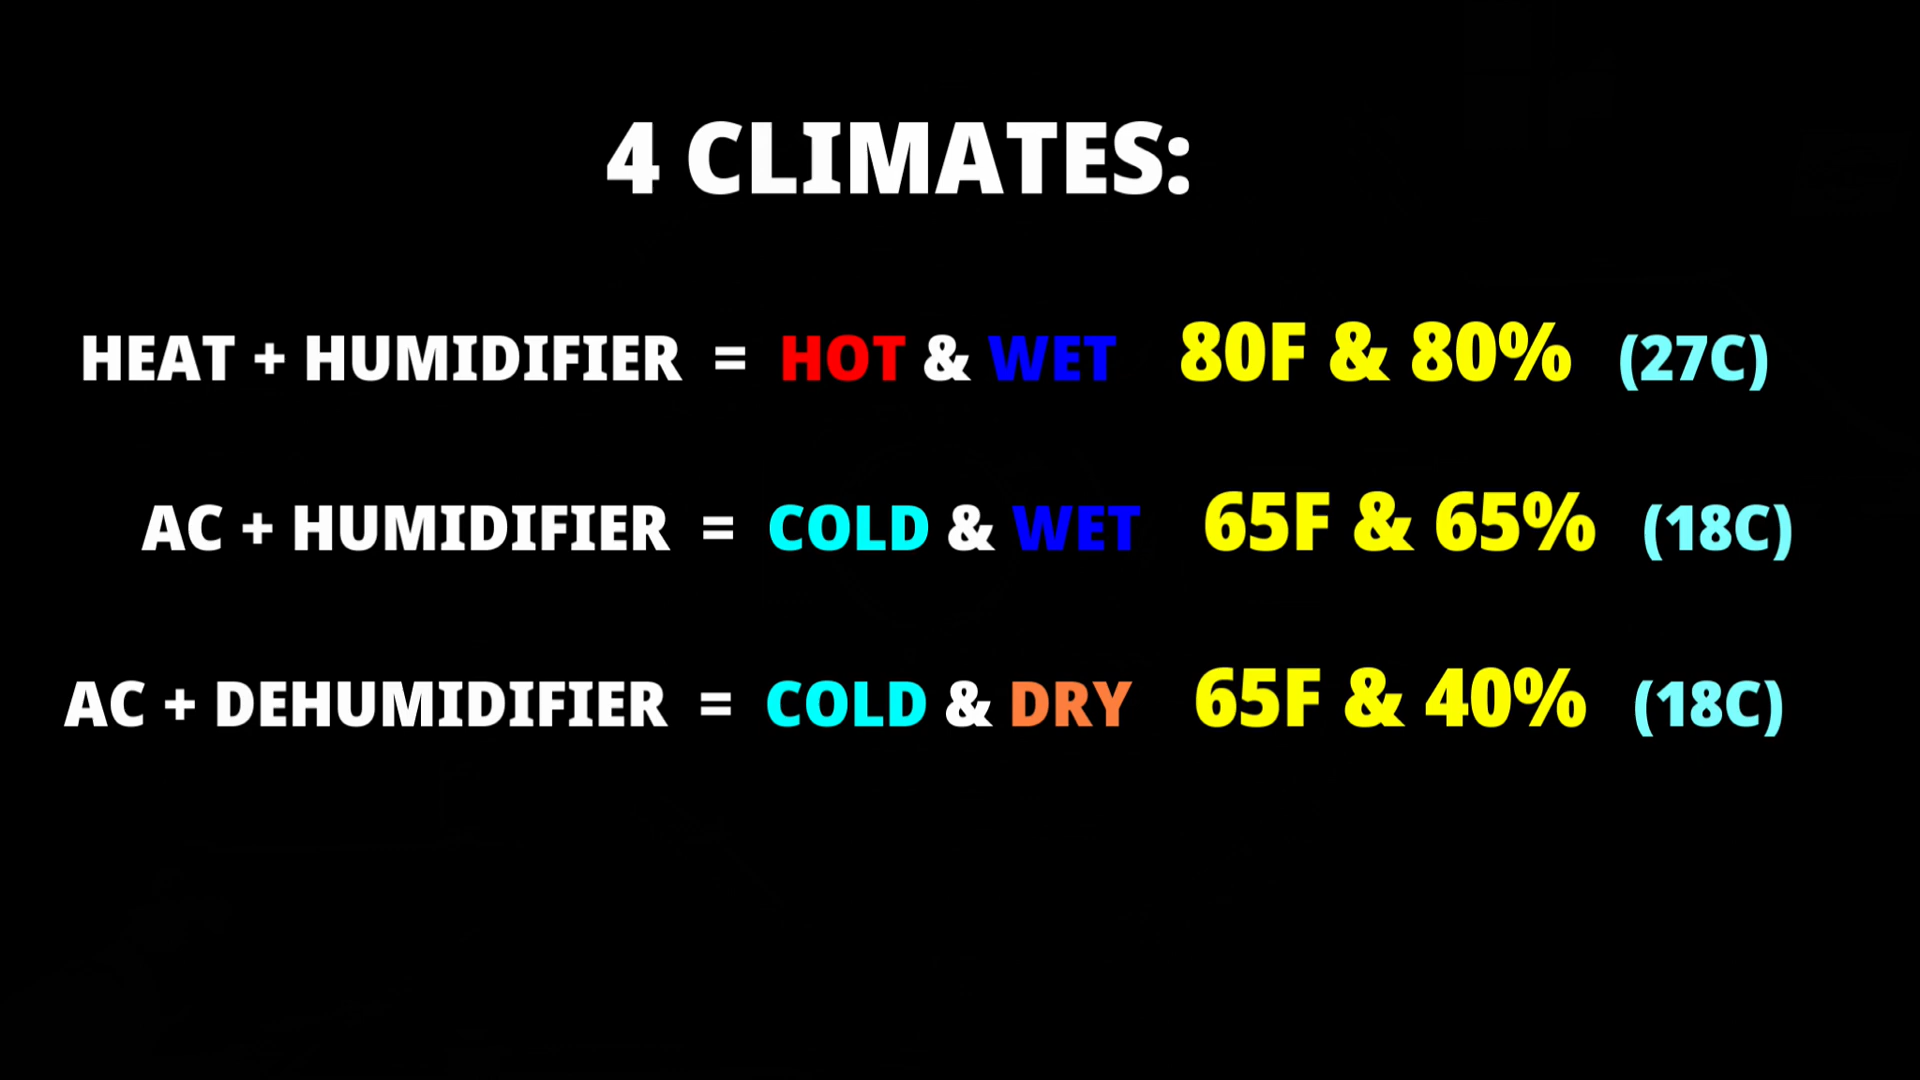 4 CLIMATES:
HEAT + HUMIDIFIER = HOT & WET 80F & 80% (27C)
AC + HUMIDIFIER = COLD & WET 65F & 65% (18C)
AC + DEHUMIDIFIER = COLD & DRY 65F & 40% (18C)